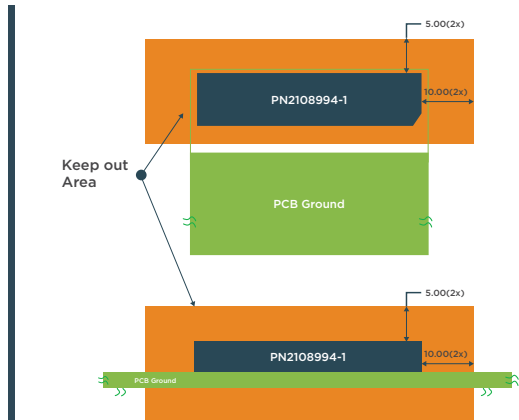 5.00(2x)
PN2108994-1
10.00(2x)
Keep out
Area
PCB Ground
5.00(2x)
PN2108994-1
10.00(2x)
PCB Ground